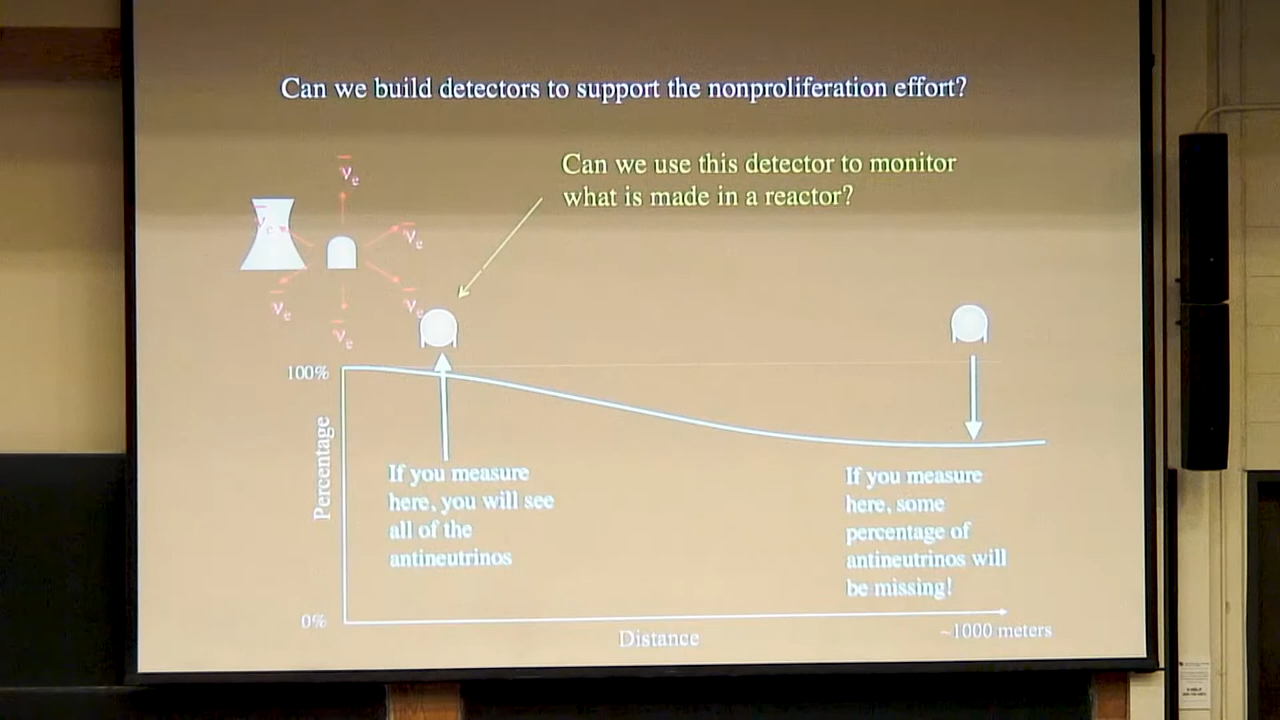 Can we build detectors to support the nonproliferation effort?
Can we use this detector to monitor
what is made in a reactor?
ν̅e
ν̅e
ν̅e
ν̅e
ν̅e
ν̅e
100%
Percentage
If you measure
here, you will see
all of the
antineutrinos
If you measure
here, some
percentage of
antineutrinos will
be missing!
0%
Distance
~1000 meters